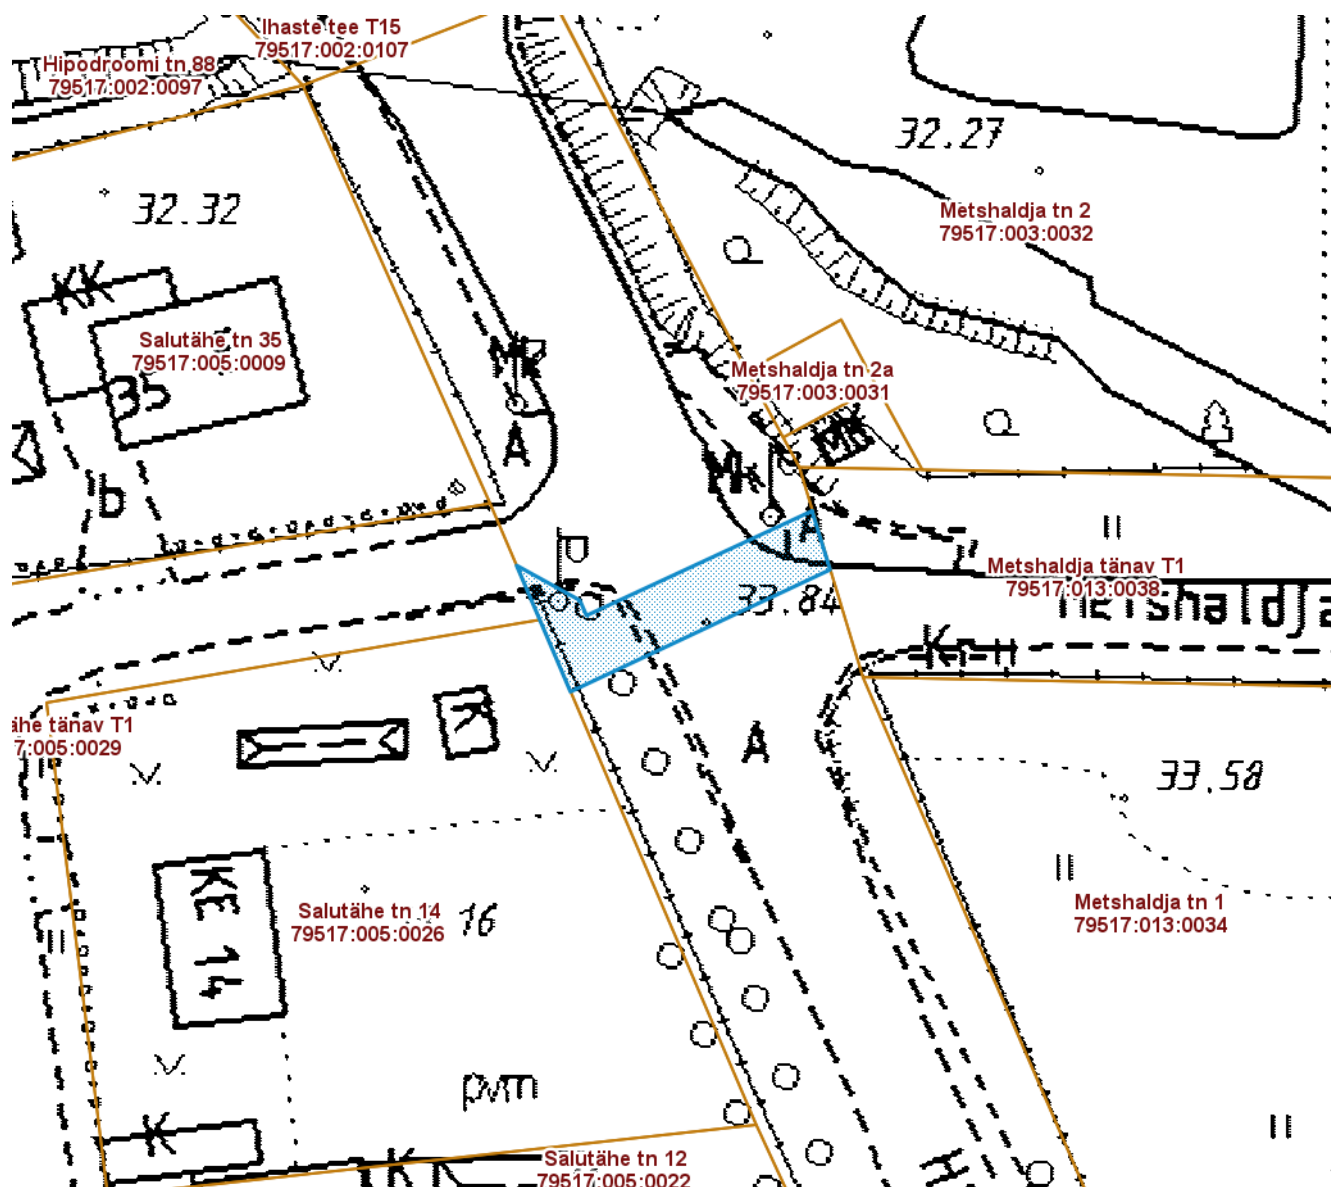 Ihaste tee T15
79517:002:0107
Hipodroomi tn 88
79517:002:0097
32.27
32.32
Metshaldja tn 2
79517:003:0032
KK
Salutähe tn 35
79517:005:0009
35
MK
Metshaldja tn 2a
79517:003:0031
MK
A
MK
b
A
Metshaldja tänav T1
79517:013:0038
33.84
Metshaldja
K
K
ähe tänav T1
7:005:0029
A
33.58
KE 14
Salutähe tn 14
79517:005:0026
16
Metshaldja tn 1
79517:013:0034
pvm
K
K
Salutähe tn 12
79517:005:0022
H